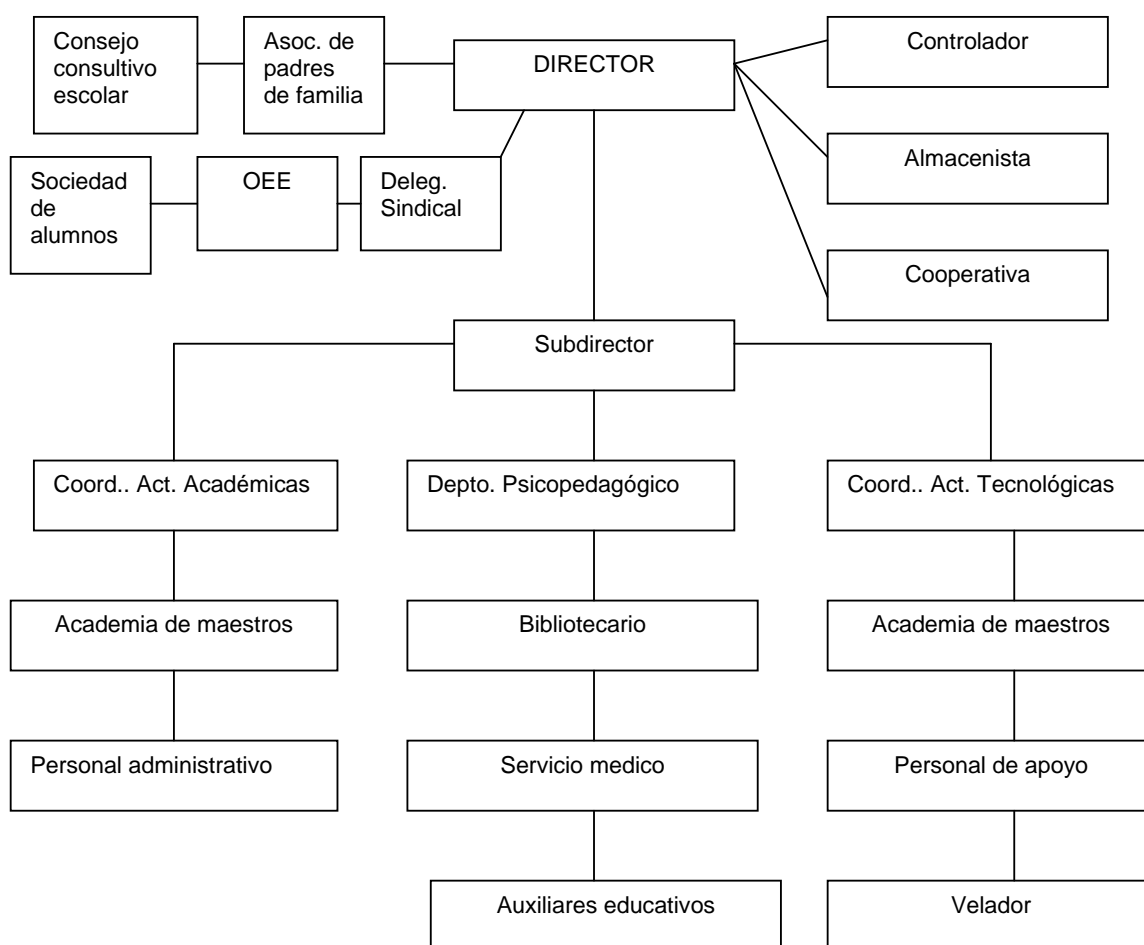 Consejo
consultivo
escolar
Asoc. de
padres
de familia
DIRECTOR
Controlador
Sociedad
de
alumnos
OEE
Deleg.
Sindical
Almacenista
Cooperativa
Subdirector
Coord.. Act. Académicas
Depto. Psicopedagógico
Coord.. Act. Tecnológicas
Academia de maestros
Bibliotecario
Academia de maestros
Personal administrativo
Servicio medico
Personal de apoyo
Auxiliares educativos
Velador